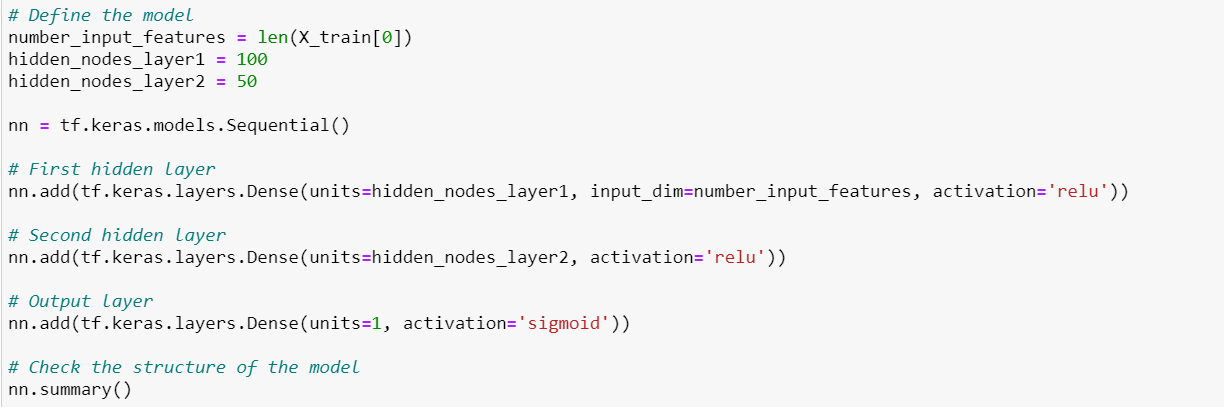 # Define the model
number_input_features = len(X_train[0])
hidden_nodes_layer1 = 100
hidden_nodes_layer2 = 50
nn = tf.keras.models.Sequential()
# First hidden layer
nn.add(tf.keras.layers.Dense(units=hidden_nodes_layer1, input_dim=number_input_features, activation='relu'))
# Second hidden layer
nn.add(tf.keras.layers.Dense(units=hidden_nodes_layer2, activation='relu'))
# Output layer
nn.add(tf.keras.layers.Dense(units=1, activation='sigmoid'))
# Check the structure of the model
nn.summary()